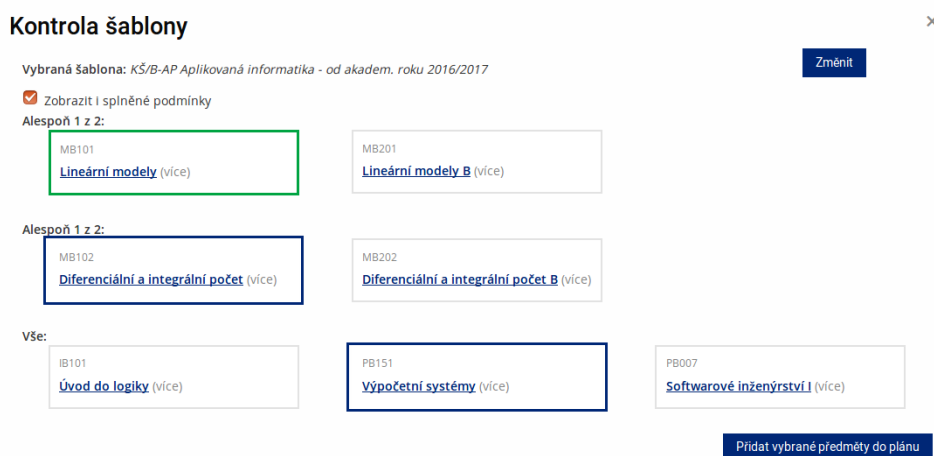 Kontrola šablony
×
Vybraná šablona: KŠ/B-AP Aplikovaná informatika - od akadem. roku 2016/2017
Změnit
Zobrazit i splněné podmínky
Alespoň 1 z 2:
MB101
Lineární modely (více)
MB201
Lineární modely B (více)
Alespoň 1 z 2:
MB102
Diferenciální a integrální počet (více)
MB202
Diferenciální a integrální počet B (více)
Vše:
IB101
Úvod do logiky (více)
PB151
Výpočetní systémy (více)
PB007
Softwarové inženýrství I (více)
Přidat vybrané předměty do plánu